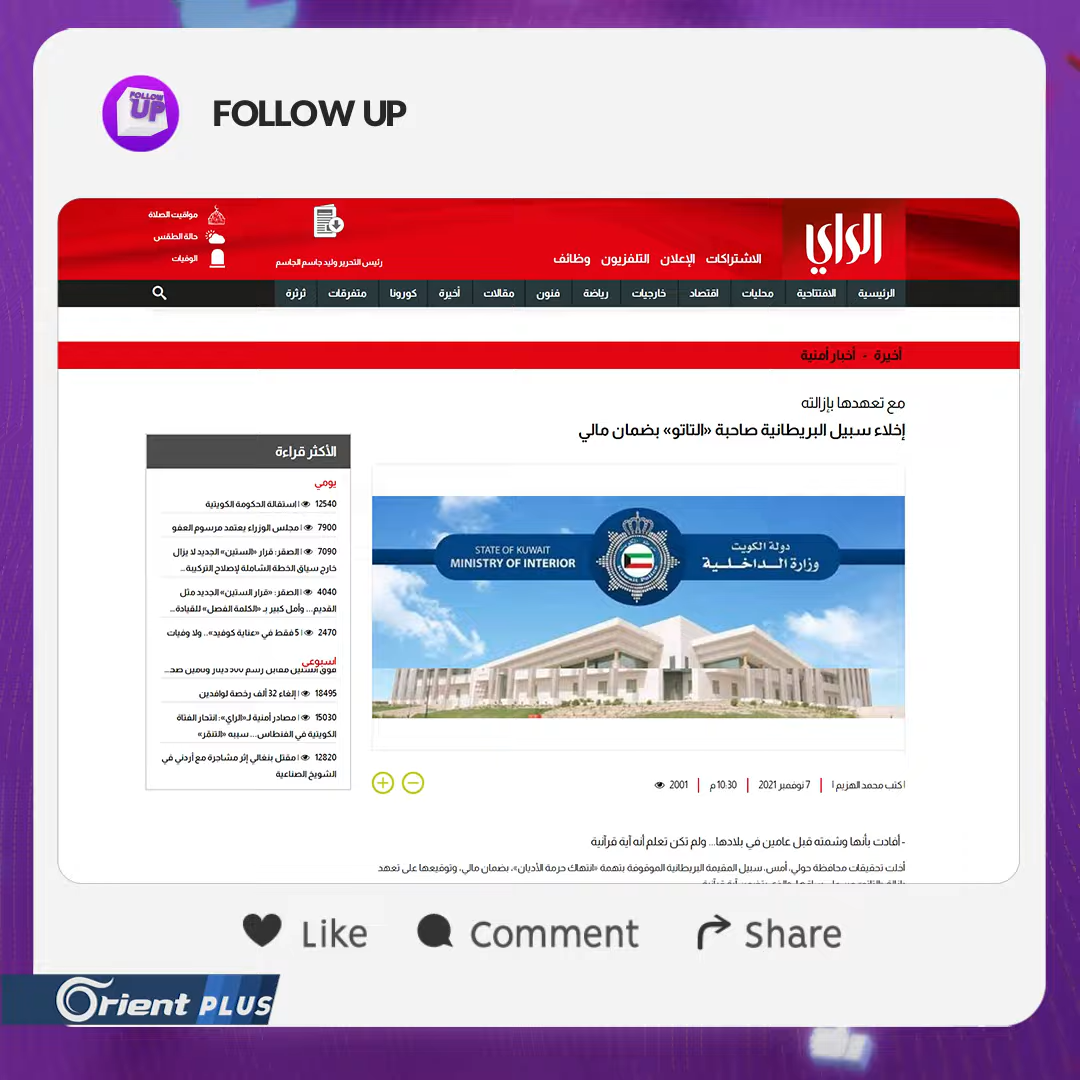 FOLLOW UP
FOLLOW UP
مواقيت الصلاة
حالة الطقس
الوفيات
رئيس التحرير وليد جاسم الجاسم
الراي
الاشتراكات الإعلان التلفزيون وظائف
الرئيسية الافتتاحية محليات اقتصاد خارجيات رياضة فنون مقالات أخيرة كورونا متفرقات ثرثرة
أخيرة - أخبار أمنية
مع تعهدها بإزالته
إخلاء سبيل البريطانية صاحبة «التاتو» بضمان مالي
STATE OF KUWAIT
MINISTRY OF INTERIOR
دولة الكويت
وزارة الـداخلـية
ا كتب محمد الهزيم ا | 7 نوفمبر 2021 | 10:30 م | 2001
- أفادت بأنها وشمته قبل عامين في بلادها... ولم تكن تعلم أنه آية قرآنية
أخلت تحقيقات محافظة حولي، أمس، سبيل المقيمة البريطانية الموقوفة بتهمة «انتهاك حرمة الأديان»، بضمان مالي، وتوقيعها على تعهد
الأكثر قراءة
يومي
12540 | استقالة الحكومة الكويتية
7900 | مجلس الوزراء يعتمد مرسوم العفو
7090 | الصقر: قرار «الستين» الجديد لا يزال
خارج سياق الخطة الشاملة لإصلاح التركيبة...
4040 | الصقر: «قرار الستين» الجديد مثل
القديم... وأمل كبير بـ «الكلمة الفصل» للقيادة...
2470 | 5 فقط في «عناية كوفيد».. ولا وفيات
اسبوعي
18495 | إلغاء 32 ألف رخصة لوافدين
15030 | مصادر أمنية لـ«الراي»: انتحار الفتاة
الكويتية في الفنطاس... سببه «التنمّر»
12820 | مقتل بنغالي إثر مشاجرة مع أردني في
الشويخ الصناعية
Like Comment Share
Orient PLUS